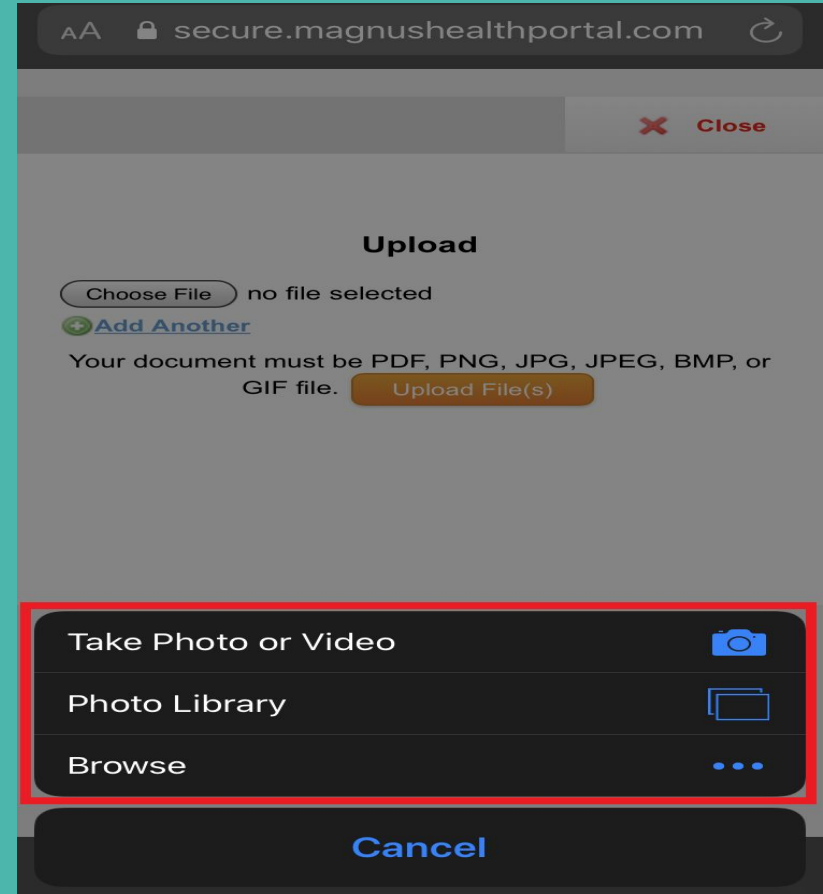 AA secure.magnushealthportal.com
Close
Upload
Choose File no file selected
Add Another
Your document must be PDF, PNG, JPG, JPEG, BMP, or
GIF file. Upload File(s)
Take Photo or Video
Photo Library
Browse
Cancel